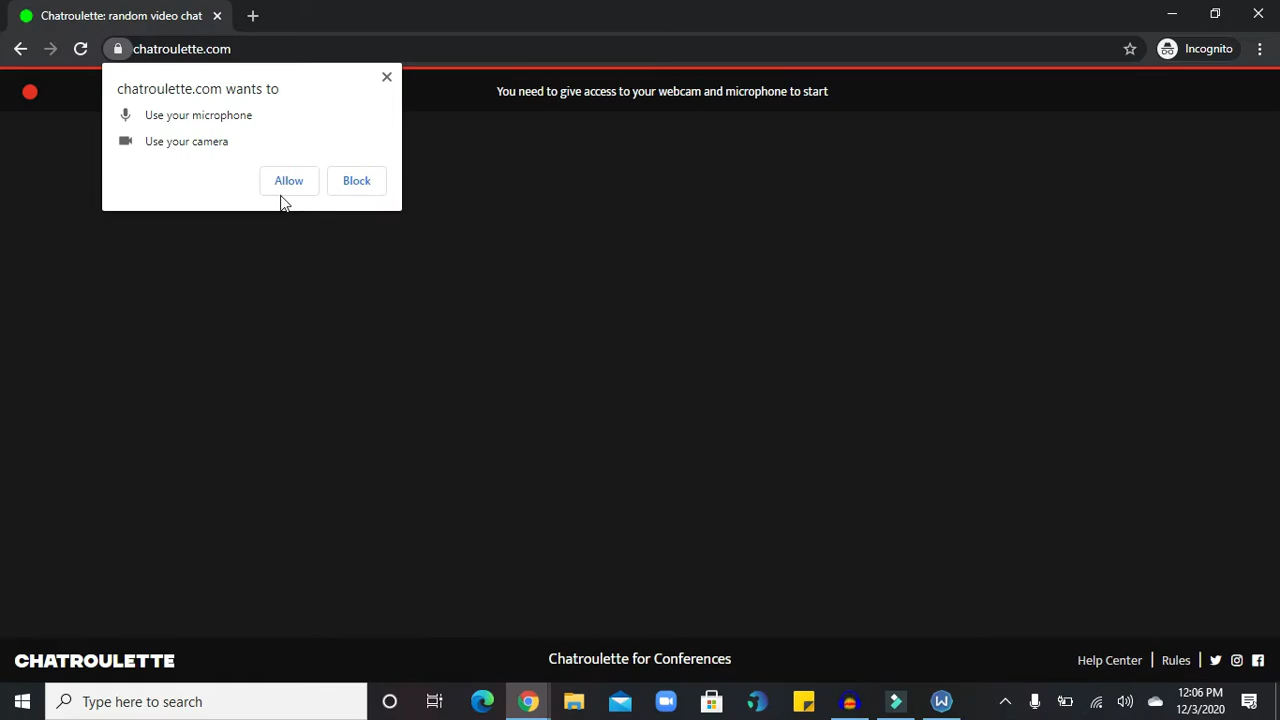 Chatroulette: random video chat
chatroulette.com
Incognito
chatroulette.com wants to
Use your microphone
Use your camera
Allow
Block
You need to give access to your webcam and microphone to start
CHATROULETTE
Chatroulette for Conferences
Help Center
Rules
Type here to search
12:06 PM
12/3/2020